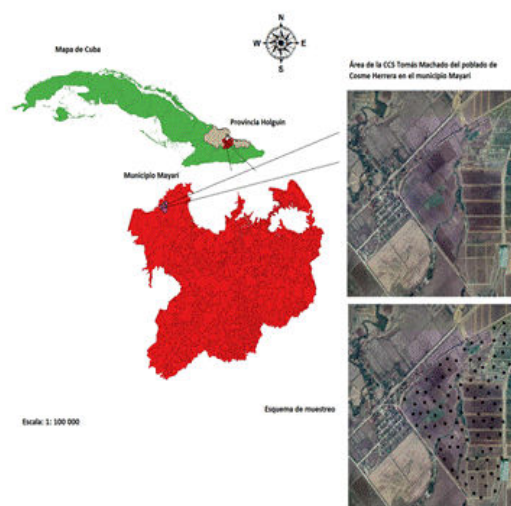 N
W E
S
Mapa de Cuba
Área de la CCS Tomás Machado del poblado de
Cosme Herrera en el municipio Mayarí
Provincia Holguín
Municipio Mayarí
Esquema de muestreo
Escala: 1: 100 000